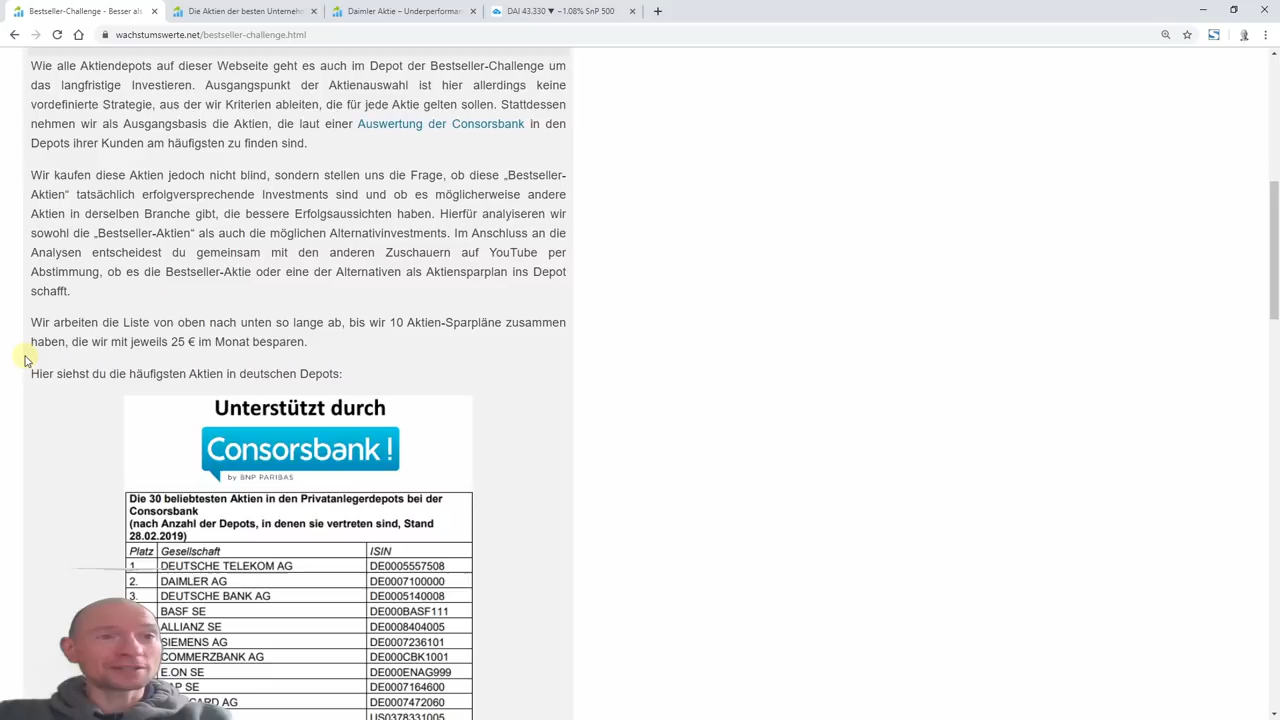 Bestseller-Challenge - Besser als
Die Aktien der besten Unterneh
Daimler Aktie – Underperforma
DAI 43.330 ▼ −1.08% SnP 500
wachstumswerte.net/bestseller-challenge.html
Wie alle Aktiendepots auf dieser Webseite geht es auch im Depot der Bestseller-Challenge um
das langfristige Investieren. Ausgangspunkt der Aktienauswahl ist hier allerdings keine
vordefinierte Strategie, aus der wir Kriterien ableiten, die für jede Aktie gelten sollen. Stattdessen
nehmen wir als Ausgangsbasis die Aktien, die laut einer Auswertung der Consorsbank in den
Depots ihrer Kunden am häufigsten zu finden sind.
Wir kaufen diese Aktien jedoch nicht blind, sondern stellen uns die Frage, ob diese „Bestseller-
Aktien“ tatsächlich erfolgversprechende Investments sind und ob es möglicherweise andere
Aktien in derselben Branche gibt, die bessere Erfolgsaussichten haben. Hierfür analyiseren wir
sowohl die „Bestseller-Aktien“ als auch die möglichen Alternativinvestments. Im Anschluss an die
Analysen entscheidest du gemeinsam mit den anderen Zuschauern auf YouTube per
Abstimmung, ob es die Bestseller-Aktie oder eine der Alternativen als Aktiensparplan ins Depot
schafft.
Wir arbeiten die Liste von oben nach unten so lange ab, bis wir 10 Aktien-Sparpläne zusammen
haben, die wir mit jeweils 25 € im Monat besparen.
Hier siehst du die häufigsten Aktien in deutschen Depots:
Unterstützt durch
Consorsbank!
by BNP PARIBAS
Die 30 beliebtesten Aktien in den Privatanlegerdepots bei der
Consorsbank
(nach Anzahl der Depots, in denen sie vertreten sind, Stand
28.02.2019)
Platz Gesellschaft ISIN
1. DEUTSCHE TELEKOM AG DE0005557508
2. DAIMLER AG DE0007100000
3. DEUTSCHE BANK AG DE0005140008
BASF SE DE000BASF111
ALLIANZ SE DE0008404005
SIEMENS AG DE0007236101
COMMERZBANK AG DE000CBK1001
E.ON SE DE000ENAG999
AP SE DE0007164600
CARD AG DE0007472060
US0378331005